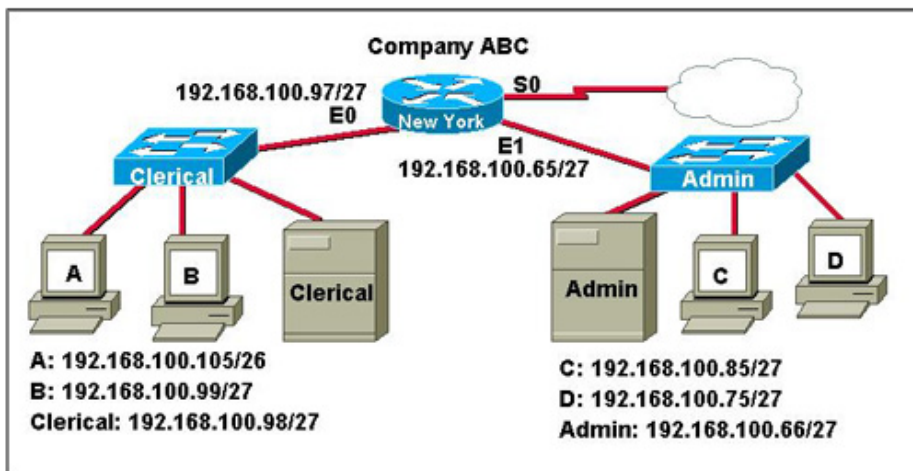 Company ABC
192.168.100.97/27
S0
E0
New York
E1
192.168.100.65/27
Clerical
Admin
A
B
Clerical
Admin
C
D
A: 192.168.100.105/26
B: 192.168.100.99/27
Clerical: 192.168.100.98/27
C: 192.168.100.85/27
D: 192.168.100.75/27
Admin: 192.168.100.66/27